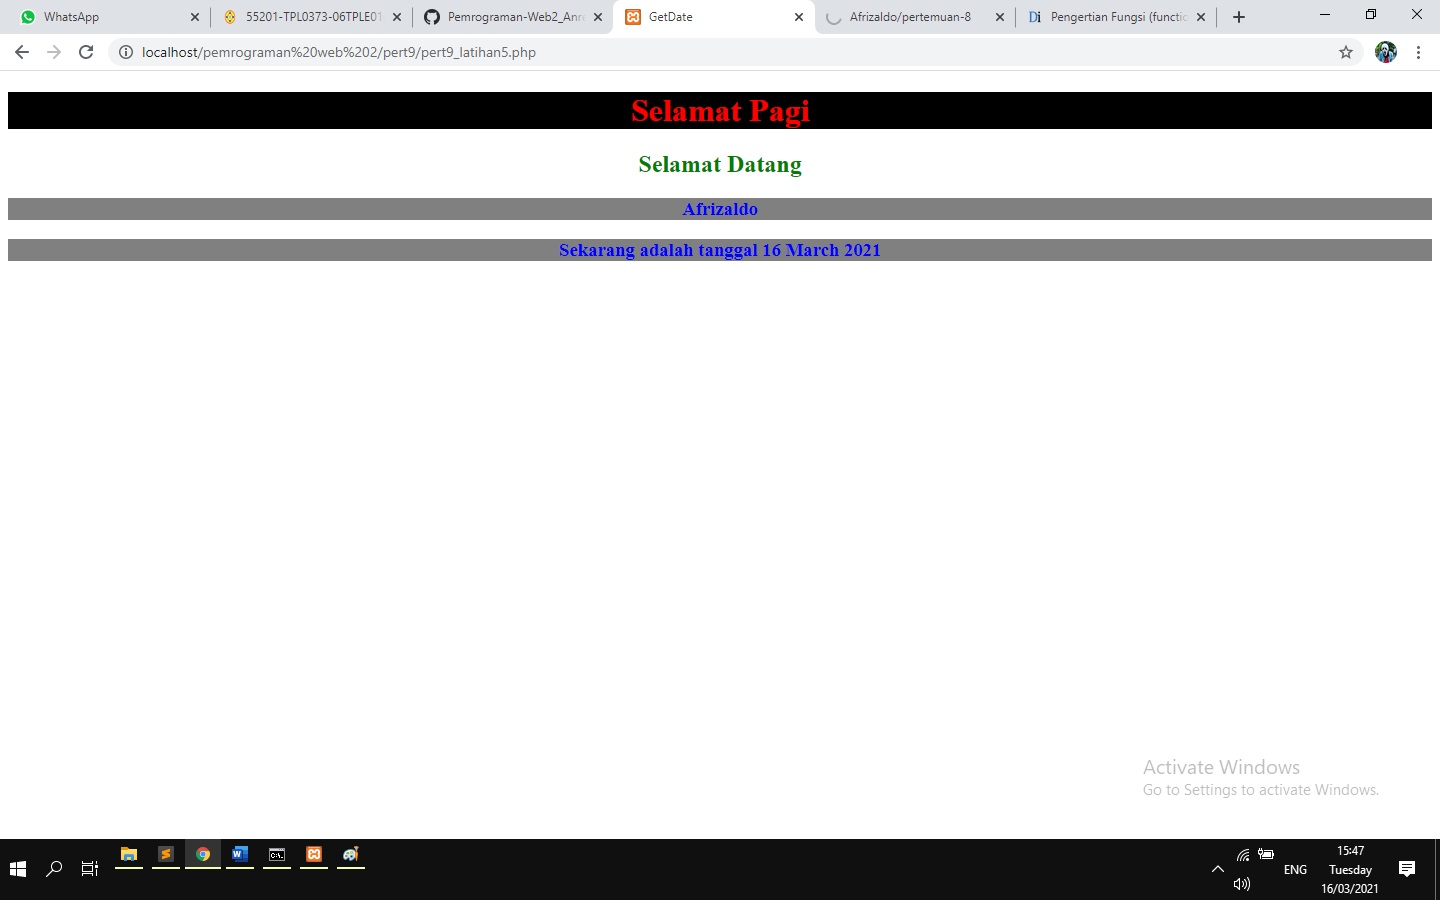 WhatsApp
55201-TPL0373-06TPLE01
Pemrograman-Web2_Anr
GetDate
Afrizaldo/pertemuan-8
Di Pengertian Fungsi (functio
localhost/pemrograman%20web%202/pert9/pert9_latihan5.php
Selamat Pagi
Selamat Datang
Afrizaldo
Sekarang adalah tanggal 16 March 2021
Activate Windows
Go to Settings to activate Windows.
ENG
15:47
Tuesday
16/03/2021